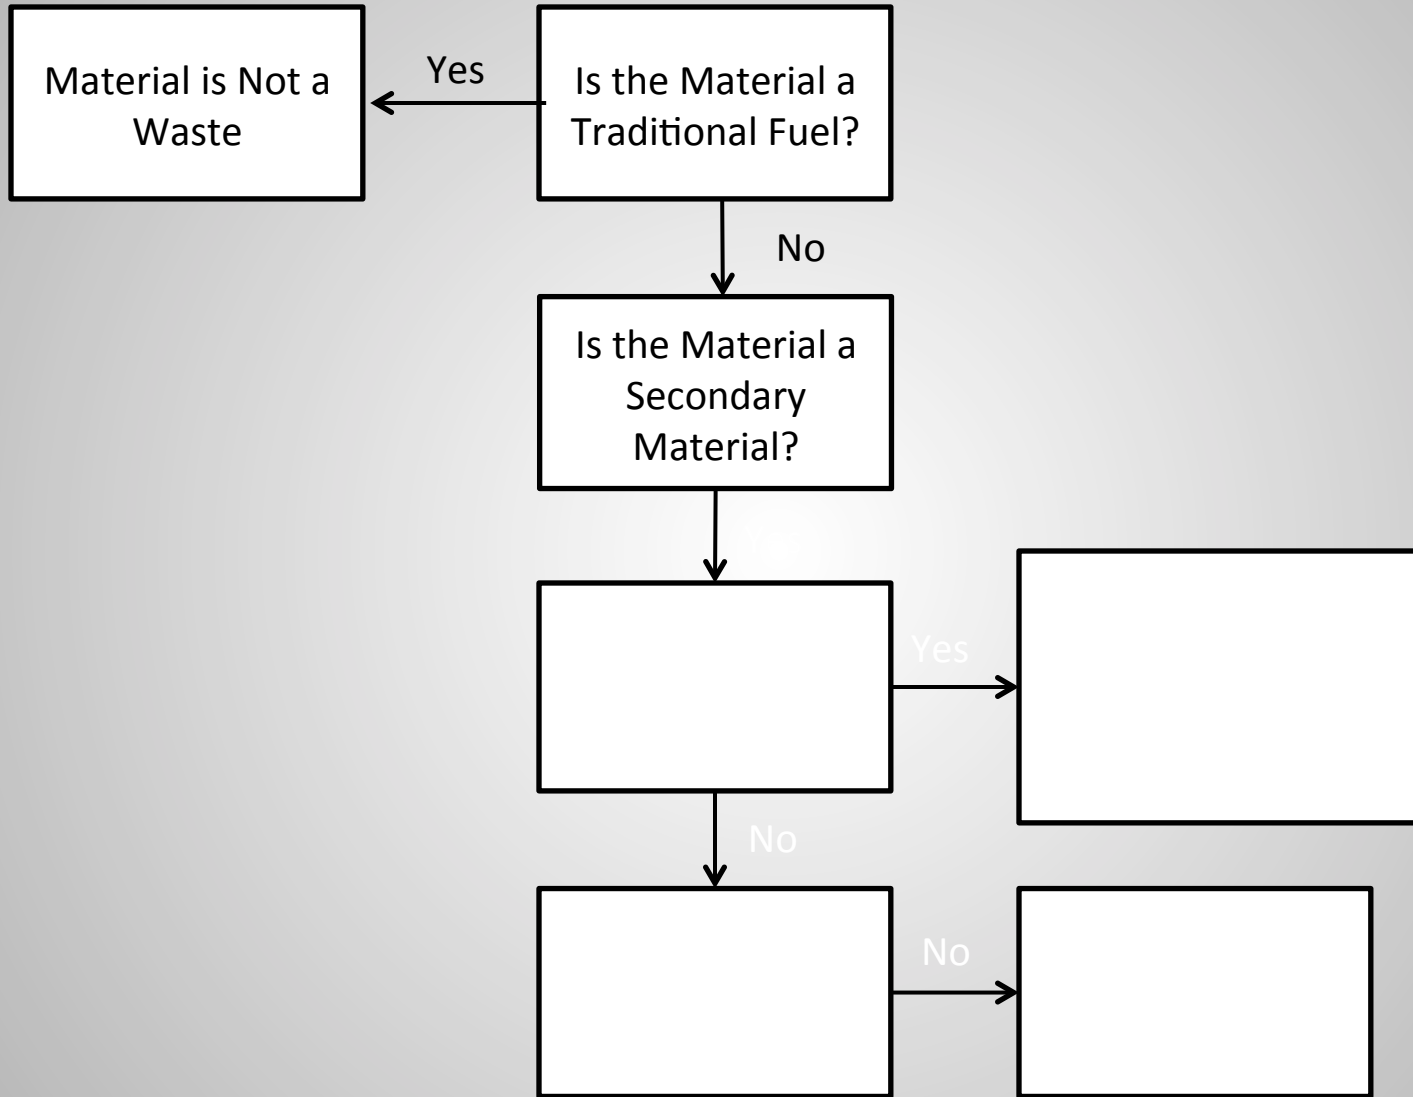 Material is Not a
Waste
Yes
Is the Material a
Traditional Fuel?
No
Is the Material a
Secondary
Material?
Yes
No
No